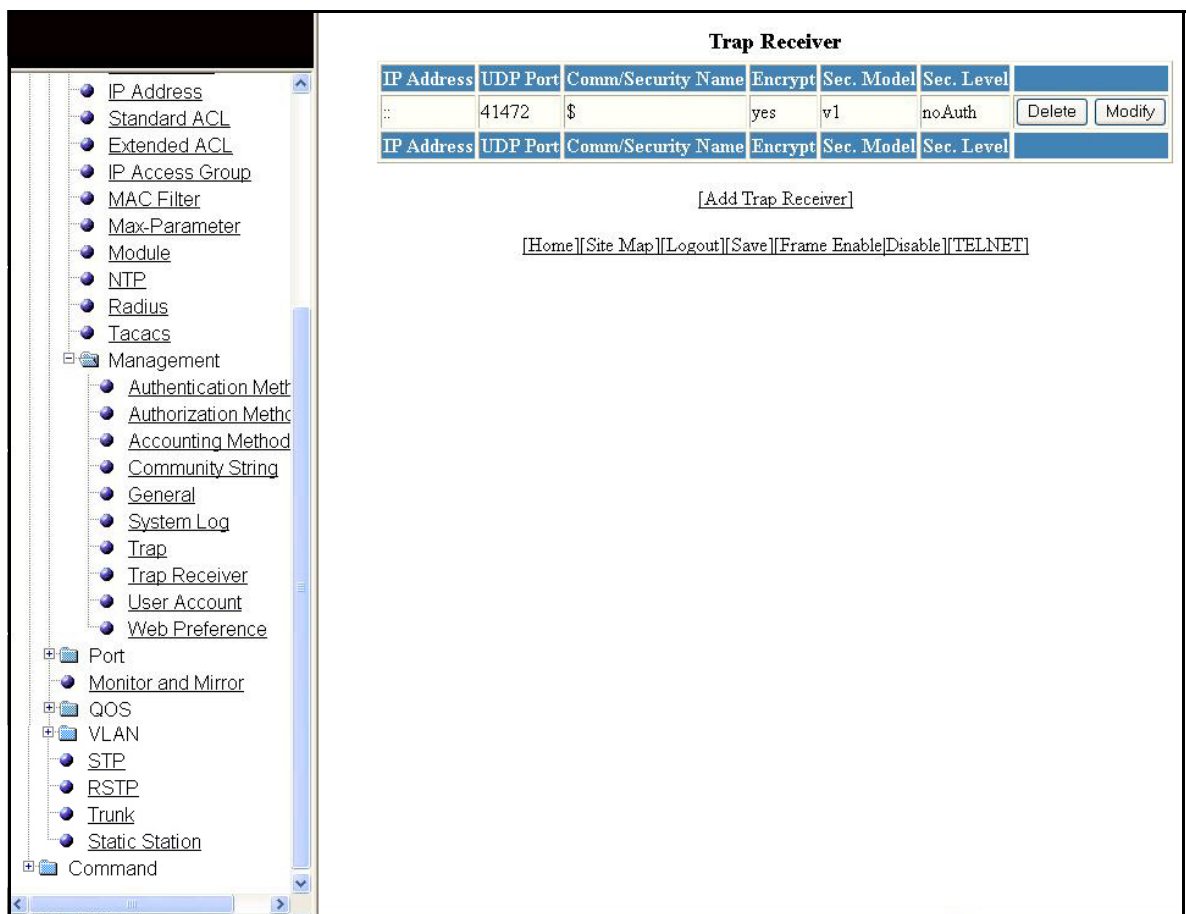 IP Address
Standard ACL
Extended ACL
IP Access Group
MAC Filter
Max-Parameter
Module
NTP
Radius
Tacacs
Management
Authentication Meth
Authorization Metho
Accounting Method
Community String
General
System Log
Trap
Trap Receiver
User Account
Web Preference
Port
Monitor and Mirror
QOS
VLAN
STP
RSTP
Trunk
Static Station
Command
Trap Receiver
IP Address UDP Port Comm/Security Name Encrypt Sec. Model Sec. Level
:: 41472 $ yes v1 noAuth Delete Modify
IP Address UDP Port Comm/Security Name Encrypt Sec. Model Sec. Level
[Add Trap Receiver]
[Home][Site Map][Logout][Save][Frame Enable|Disable][TELNET]